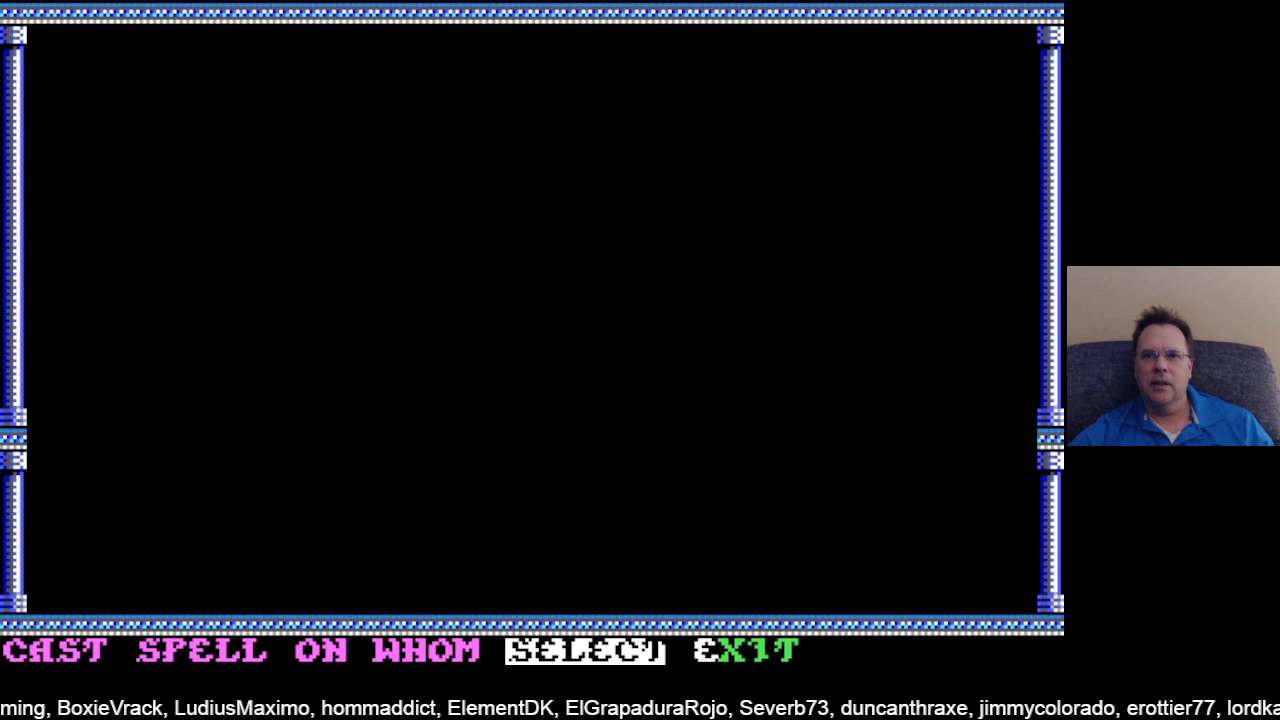 CAST SPELL ON WHOM SELECT EXIT
ming, BoxieVrack, LudiusMaximo, hommaddict, ElementDK, ElGrapaduraRojo, Severb73, duncanthraxe, jimmycolorado, erottier77, lordka